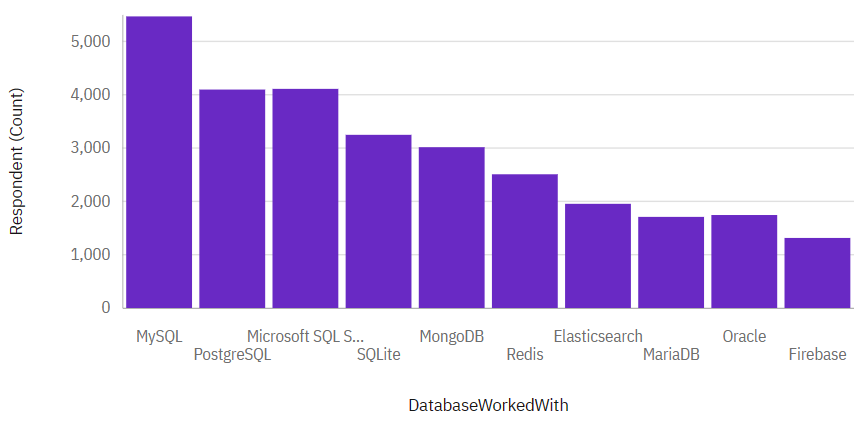 Respondent (Count)
5,000
4,000
3,000
2,000
1,000
0
MySQL
PostgreSQL
Microsoft SQL S...
SQLite
MongoDB
Redis
Elasticsearch
MariaDB
Oracle
Firebase
DatabaseWorkedWith